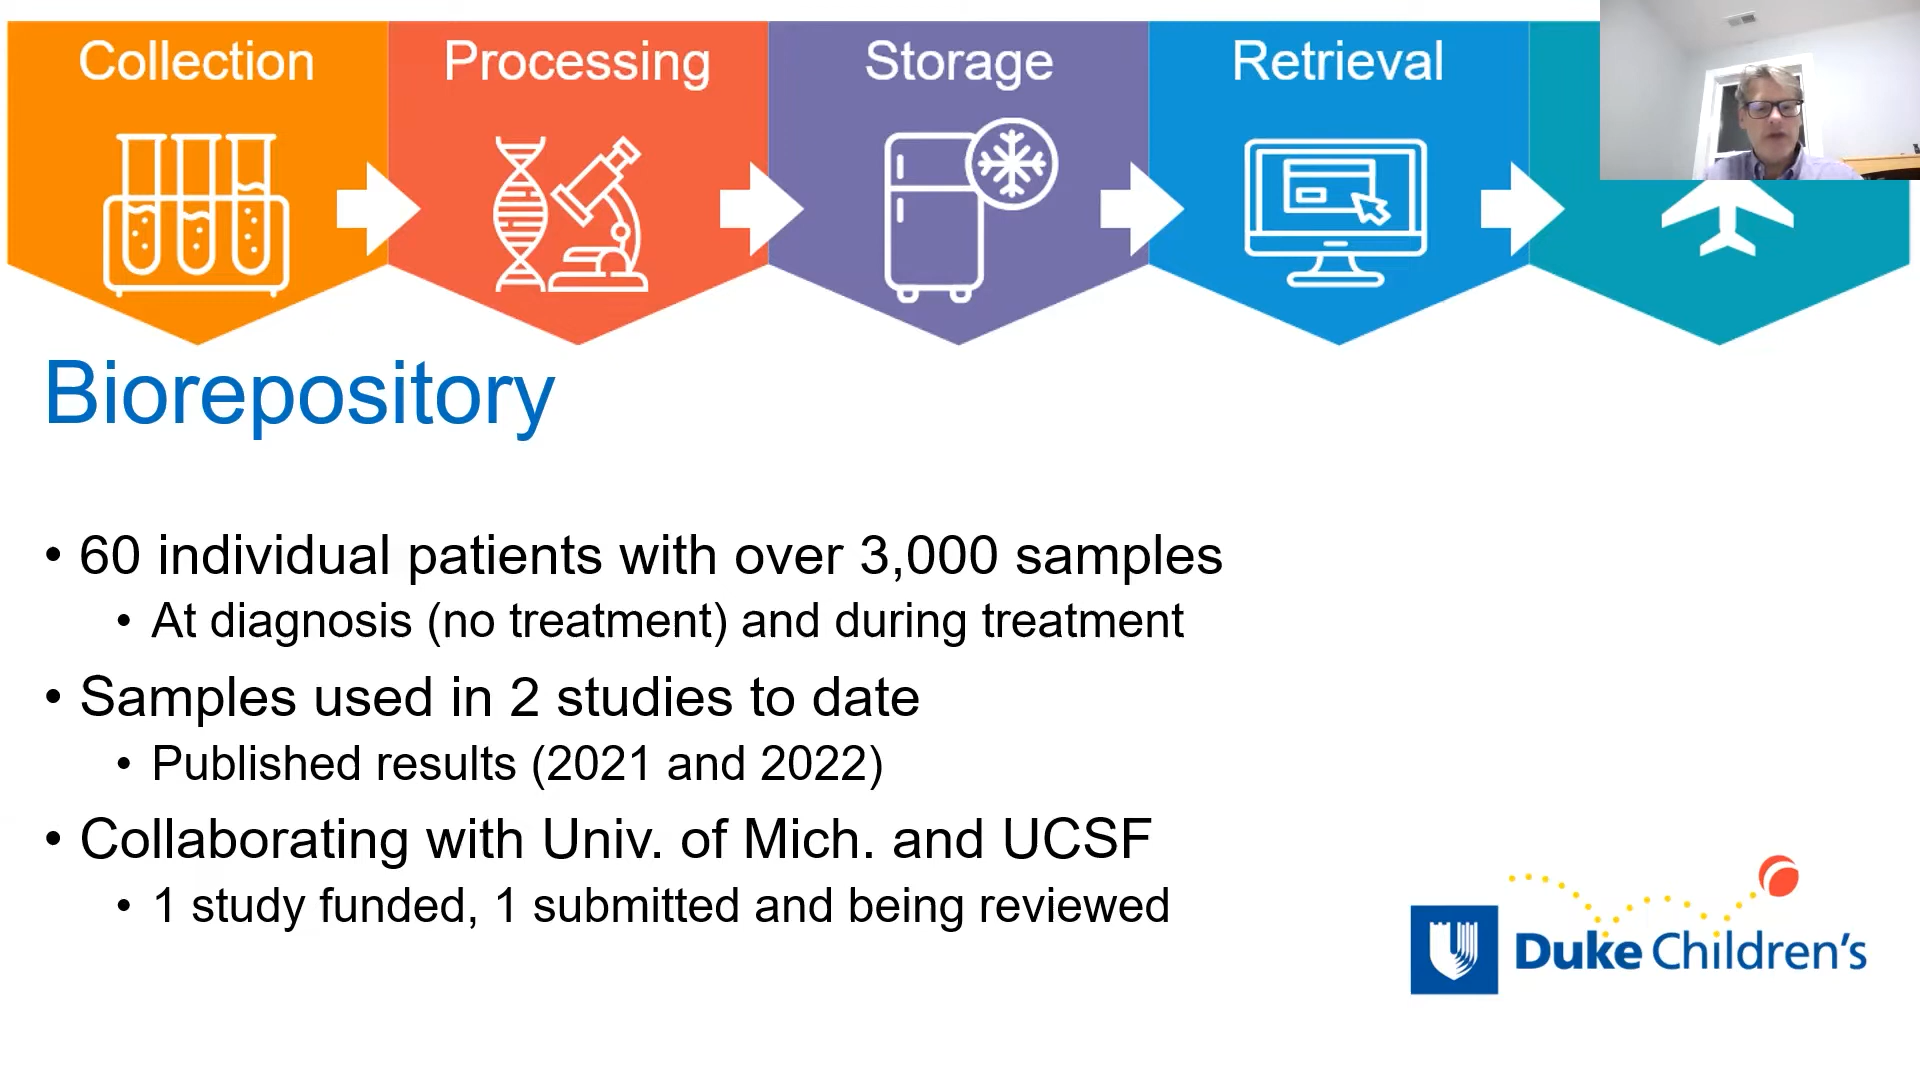 Collection
Processing
Storage
Retrieval
Biorepository
• 60 individual patients with over 3,000 samples
• At diagnosis (no treatment) and during treatment
• Samples used in 2 studies to date
• Published results (2021 and 2022)
• Collaborating with Univ. of Mich. and UCSF
• 1 study funded, 1 submitted and being reviewed
Duke Children's